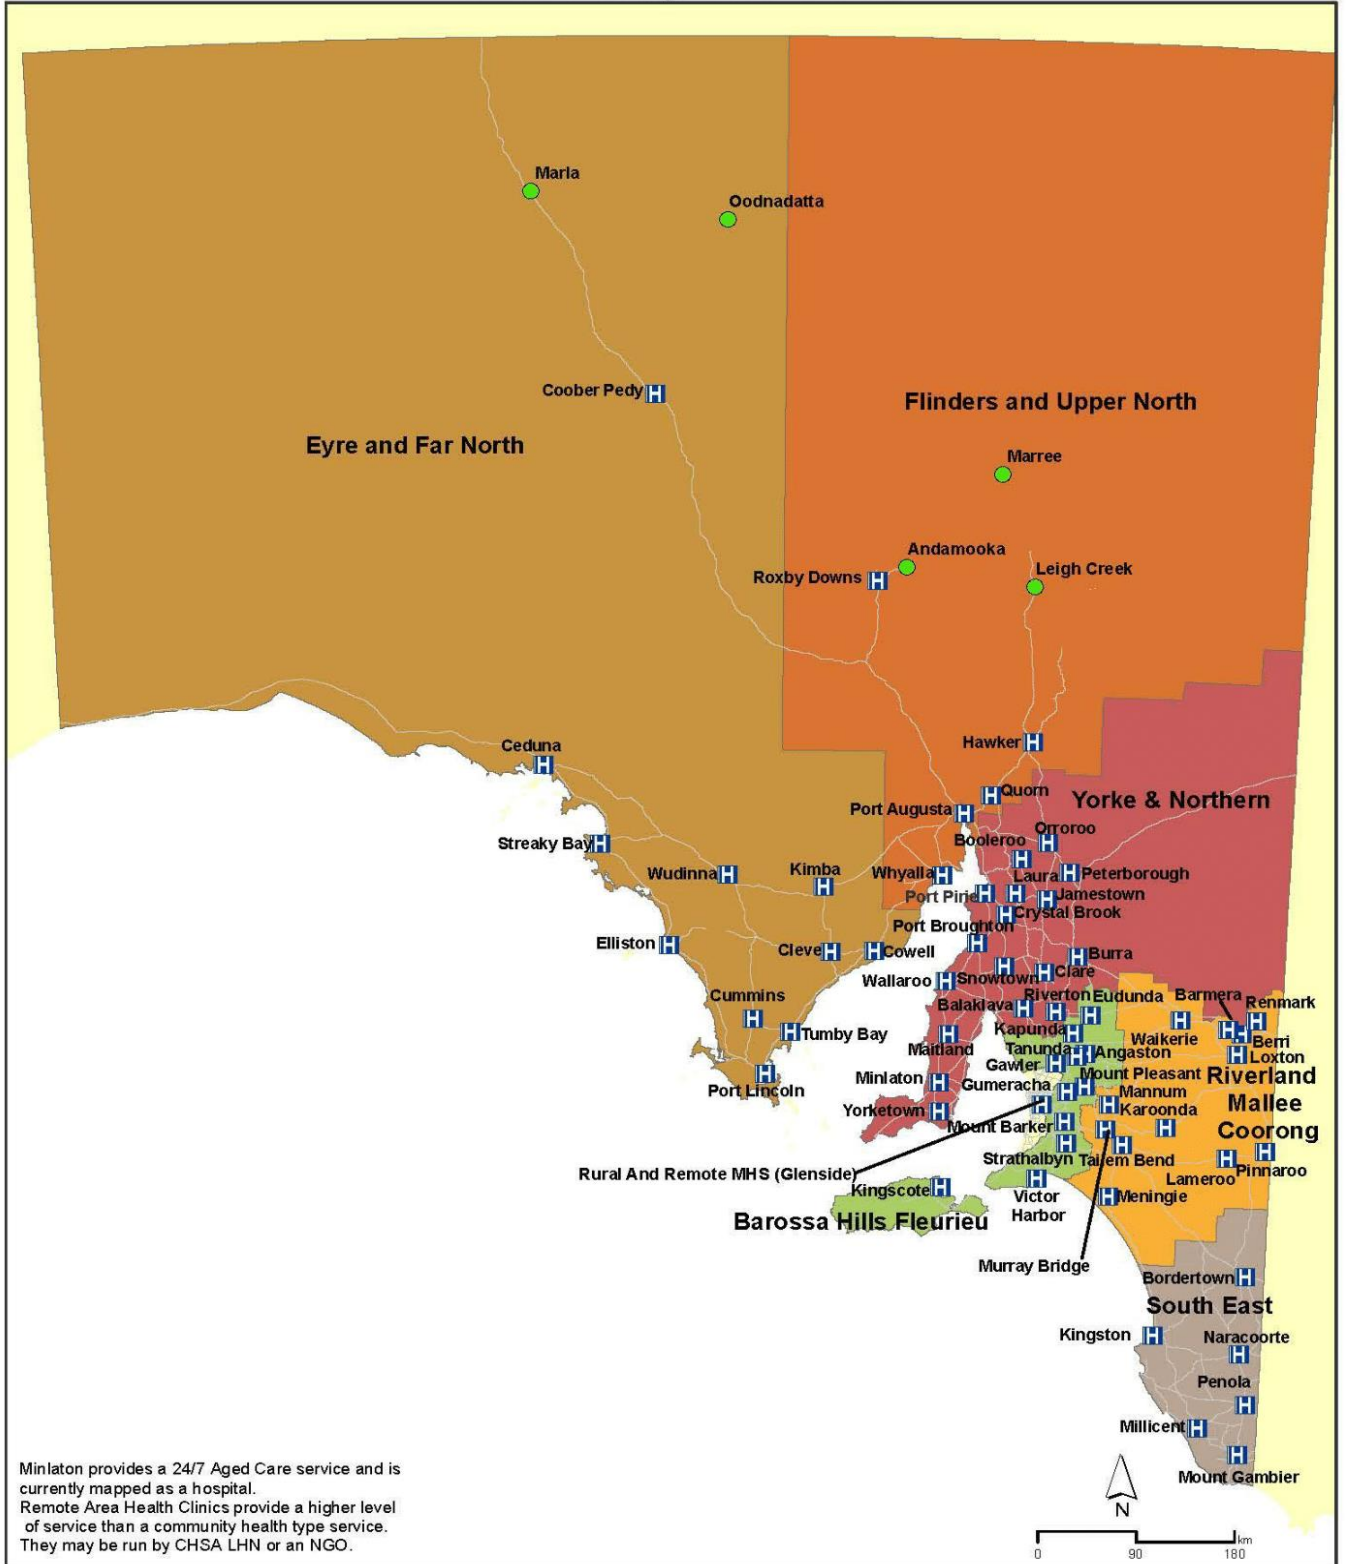 Marla
Oodnadatta
Coober Pedy
Flinders and Upper North
Eyre and Far North
Marree
Andamooka
Roxby Downs
Leigh Creek
Hawker
Ceduna
Quorn
Yorke & Northern
Port Augusta
Orroroo
Booleroo
Streaky Bay
Wudinna
Kimba
Whyalla
Laura
Peterborough
Port Pirie
Jamestown
Crystal Brook
Port Broughton
Elliston
Cleve
Cowell
Burra
Wallaroo
Snowtown
Clare
Cummins
Balaklava
Riverton
Eudunda
Barmera
Renmark
Tumby Bay
Kapunda
Waikerie
Berri
Maitland
Tanunda
Angaston
Loxton
Gawler
Mount Pleasant
Riverland
Mallee
Coorong
Port Lincoln
Minlaton
Gumeracha
Mannum
Karoonda
Yorketown
Mount Barker
Strathalbyn
Tailem Bend
Pinnaroo
Lameroo
Rural And Remote MHS (Glenside)
Kingscote
Victor
Harbor
Meningie
Barossa Hills Fleurieu
Murray Bridge
Bordertown
South East
Kingston
Naracoorte
Penola
Millicent
Mount Gambier
Minlaton provides a 24/7 Aged Care service and is
currently mapped as a hospital.
Remote Area Health Clinics provide a higher level
of service than a community health type service.
They may be run by CHSA LHN or an NGO.
N
km
0 90 180